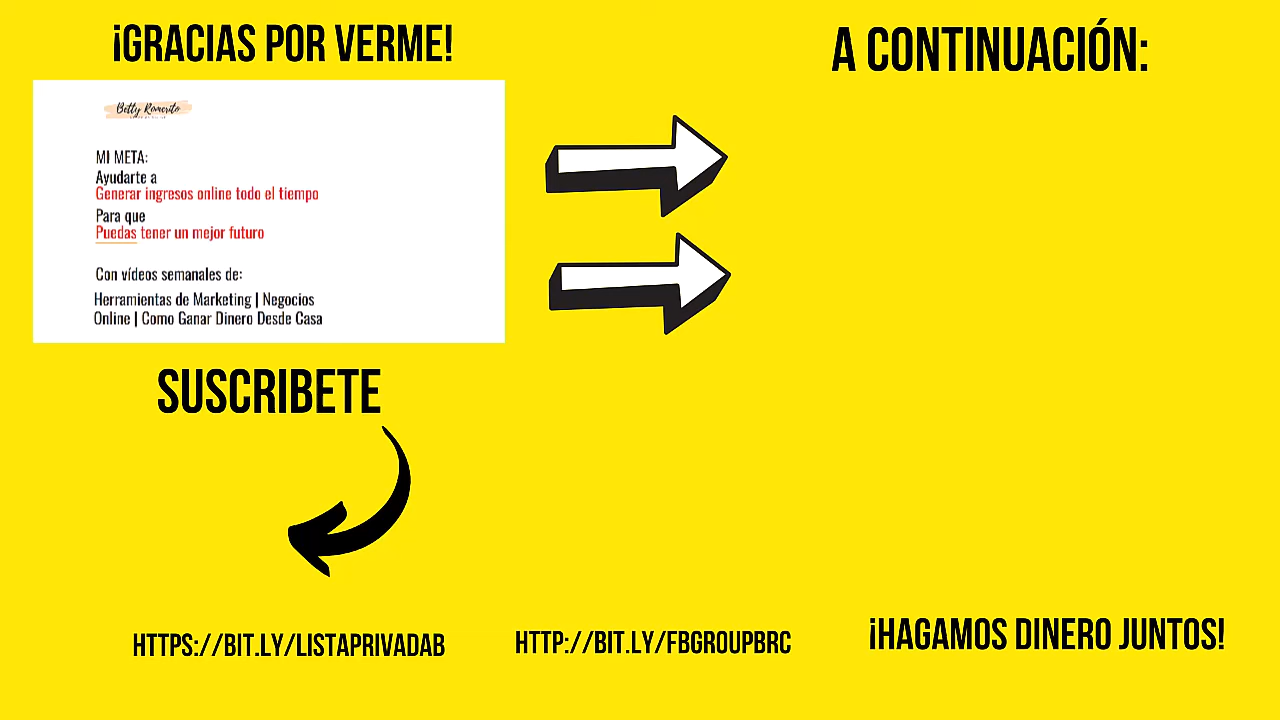 ¡GRACIAS POR VERME!
A CONTINUACIÓN:
Betty Romerito
MI META:
Ayudarte a
Generar ingresos online todo el tiempo
Para que
Puedas tener un mejor futuro
Con vídeos semanales de:
Herramientas de Marketing | Negocios
Online | Como Ganar Dinero Desde Casa
SUSCRIBETE
HTTPS://BIT.LY/LISTAPRIVADAB
HTTP://BIT.LY/FBGROUPBRC
¡HAGAMOS DINERO JUNTOS!